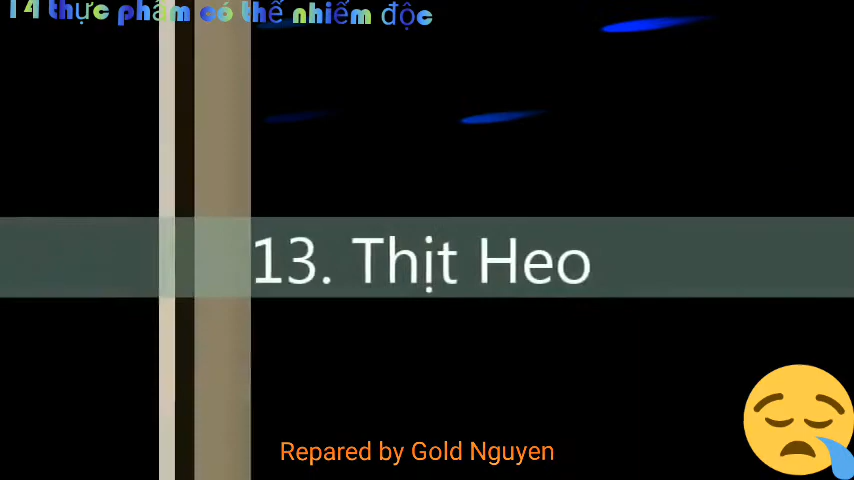 14 thực phẩm có thể nhiễm độc
13. Thịt Heo
Repared by Gold Nguyen